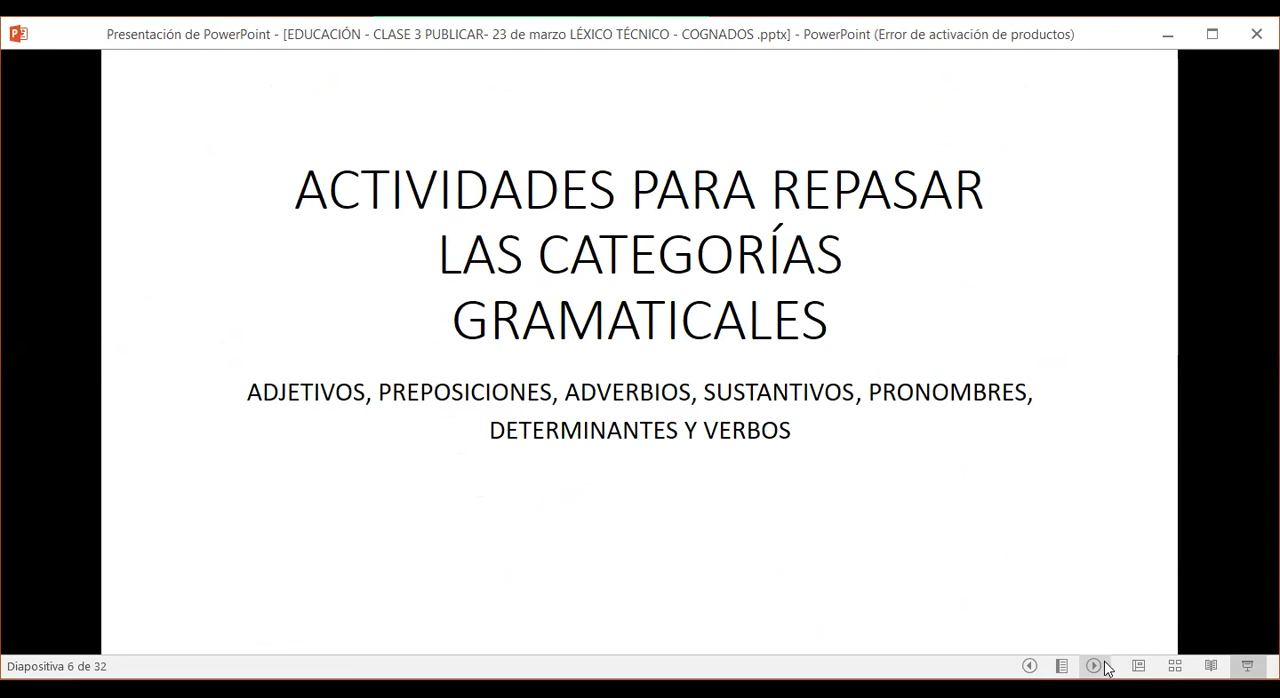 Presentación de PowerPoint - [EDUCACIÓN - CLASE 3 PUBLICAR- 23 de marzo LÉXICO TÉCNICO - COGNADOS .pptx] - PowerPoint (Error de activación de productos)
ACTIVIDADES PARA REPASAR
LAS CATEGORÍAS
GRAMATICALES
ADJETIVOS, PREPOSICIONES, ADVERBIOS, SUSTANTIVOS, PRONOMBRES,
DETERMINANTES Y VERBOS
Diapositiva 6 de 32